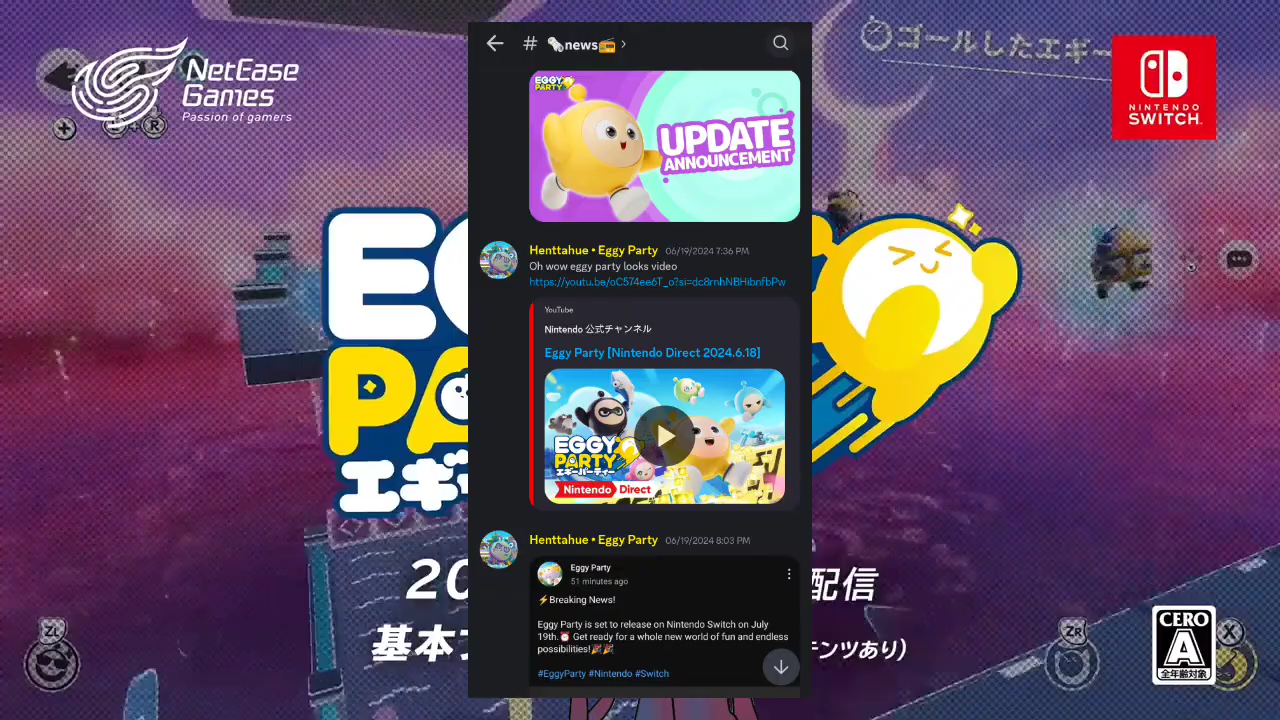 NetEase
Games
Passion of gamers
ゴールしたエギー
NINTENDO
SWITCH.
L
R
# news
EGGY
PARTY
UPDATE
ANNOUNCEMENT
Henttahue • Eggy Party 06/19/2024 7:36 PM
Oh wow eggy party looks video
https://youtu.be/oC574ee6T_o?si=dc8rnhNBHibnfbPw
YouTube
Nintendo 公式チャンネル
Eggy Party [Nintendo Direct 2024.6.18]
EGGY
PARTY
エギーパーティー
Nintendo Direct
Henttahue • Eggy Party 06/19/2024 8:03 PM
Eggy Party
51 minutes ago
⚡Breaking News!
Eggy Party is set to release on Nintendo Switch on July
19th.⏰ Get ready for a whole new world of fun and endless
possibilities!🎉🎉
#EggyParty #Nintendo #Switch
E
PA
エギ
20
配信
基本
ンツあり)
ZL
ZR
X
CERO
A
全年齢対象